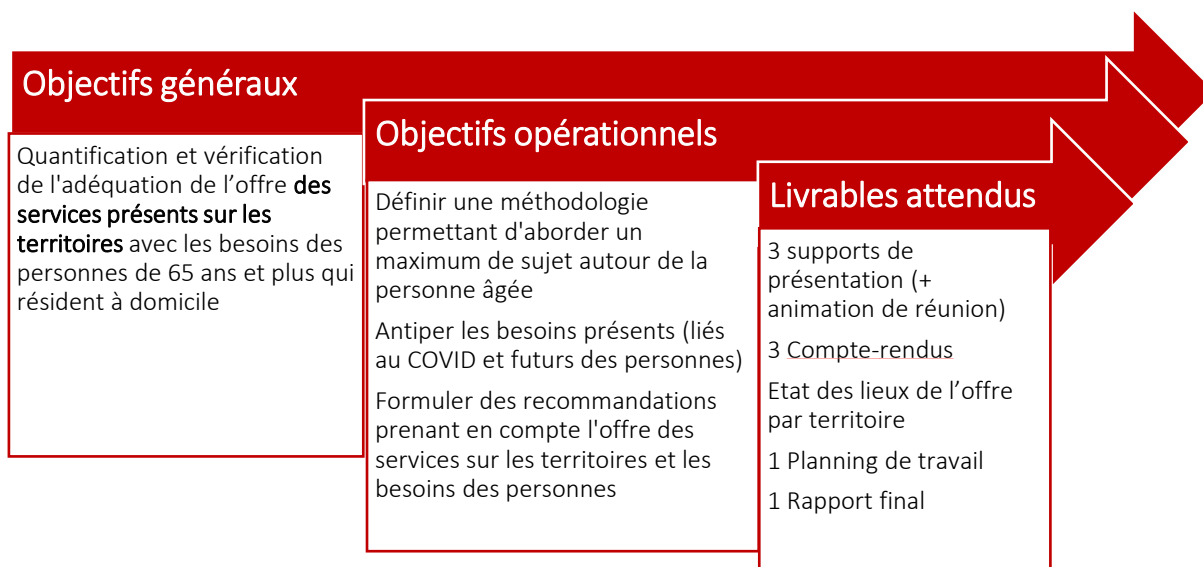 Objectifs généraux
Quantification et vérification
de l'adéquation de l’offre des
services présents sur les
territoires avec les besoins des
personnes de 65 ans et plus qui
résident à domicile
Objectifs opérationnels
Définir une méthodologie
permettant d'aborder un
maximum de sujet autour de la
personne âgée
Antiper les besoins présents (liés
au COVID et futurs des personnes)
Formuler des recommandations
prenant en compte l'offre des
services sur les territoires et les
besoins des personnes
Livrables attendus
3 supports de
présentation (+
animation de réunion)
3 Compte-rendus
Etat des lieux de l’offre
par territoire
1 Planning de travail
1 Rapport final